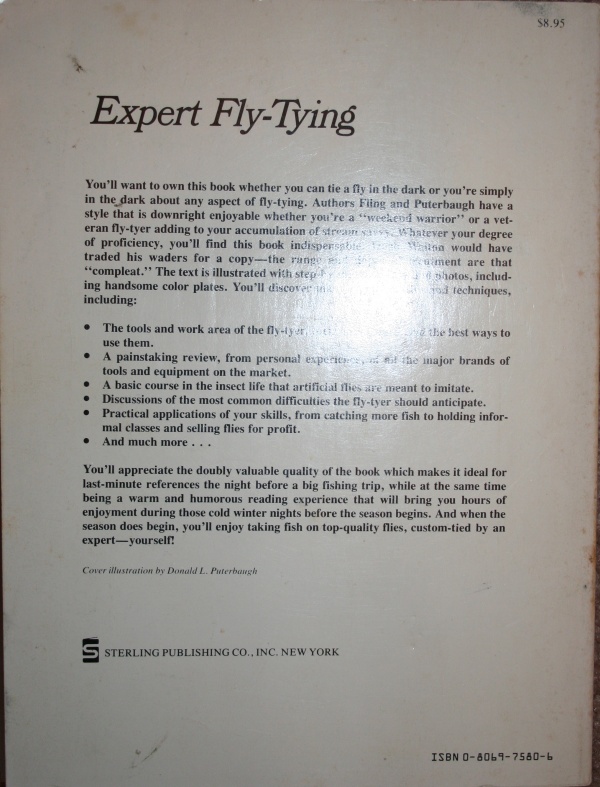 $8.95
Expert Fly-Tying
You'll want to own this book whether you can tie a fly in the dark or you're simply
in the dark about any aspect of fly-tying. Authors Fling and Puterbaugh have a
style that is downright enjoyable whether you're a "weekend warrior" or a vet-
eran fly-tyer adding to your accumulation of stream Whatever your degree
of proficiency, you'll find this book indispensable. Walton would have
traded his waders for a copy—the range and are that
"compleat." The text is illustrated with photos, includ-
ing handsome color plates. You'll discover and techniques,
including:
• The tools and work area of the fly-tyer, the best ways to
use them.
• A painstaking review, from personal experience, of all the major brands of
tools and equipment on the market.
• A basic course in the insect life that artificial flies are meant to imitate.
• Discussions of the most common difficulties the fly-tyer should anticipate.
• Practical applications of your skills, from catching more fish to holding infor-
mal classes and selling flies for profit.
• And much more . . .
You'll appreciate the doubly valuable quality of the book which makes it ideal for
last-minute references the night before a big fishing trip, while at the same time
being a warm and humorous reading experience that will bring you hours of
enjoyment during those cold winter nights before the season begins. And when the
season does begin, you'll enjoy taking fish on top-quality flies, custom-tied by an
expert—yourself!
Cover illustration by Donald L. Puterbaugh
S STERLING PUBLISHING CO., INC. NEW YORK
ISBN 0-8069-7580-6